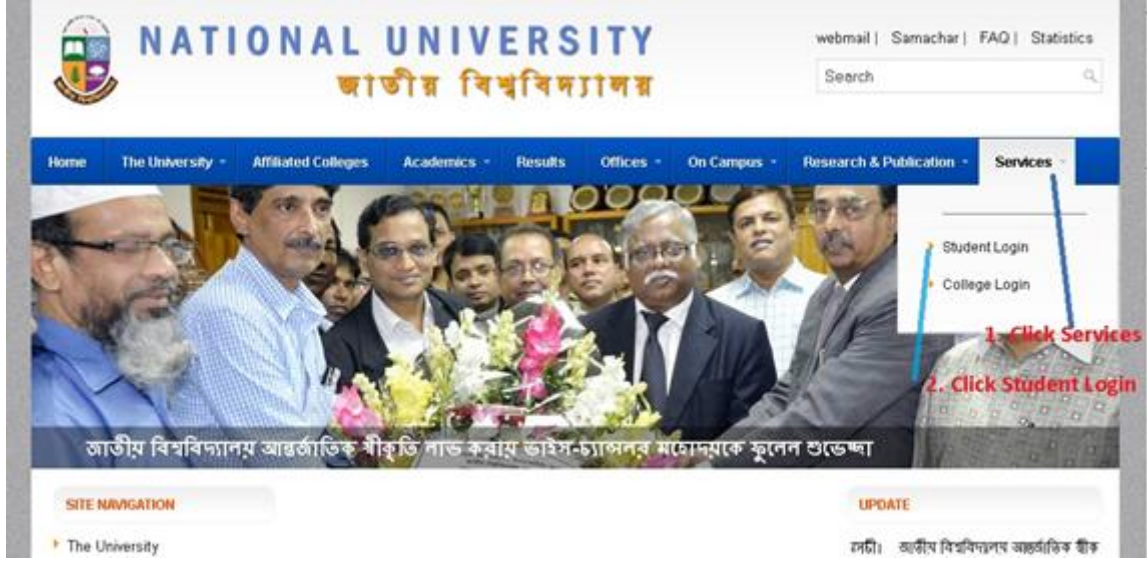 NATIONAL UNIVERSITY
জাতীয় বিশ্ববিদ্যালয়
webmail | Samachar | FAQ | Statistics
Search
Home The University Affiliated Colleges Academics Results Offices On Campus Research & Publication Services
Student Login
College Login
1. Click Services
2. Click Student Login
জাতীয় বিশ্ববিদ্যালয় আন্তর্জাতিক স্বীকৃতি লাভ করায় ভাইস-চ্যান্সেলর মহোদয়কে ফুলেল শুভেচ্ছা
SITE NAVIGATION
UPDATE
The University
জাতীয় বিশ্ববিদ্যালয় আন্তর্জাতিক স্বীক